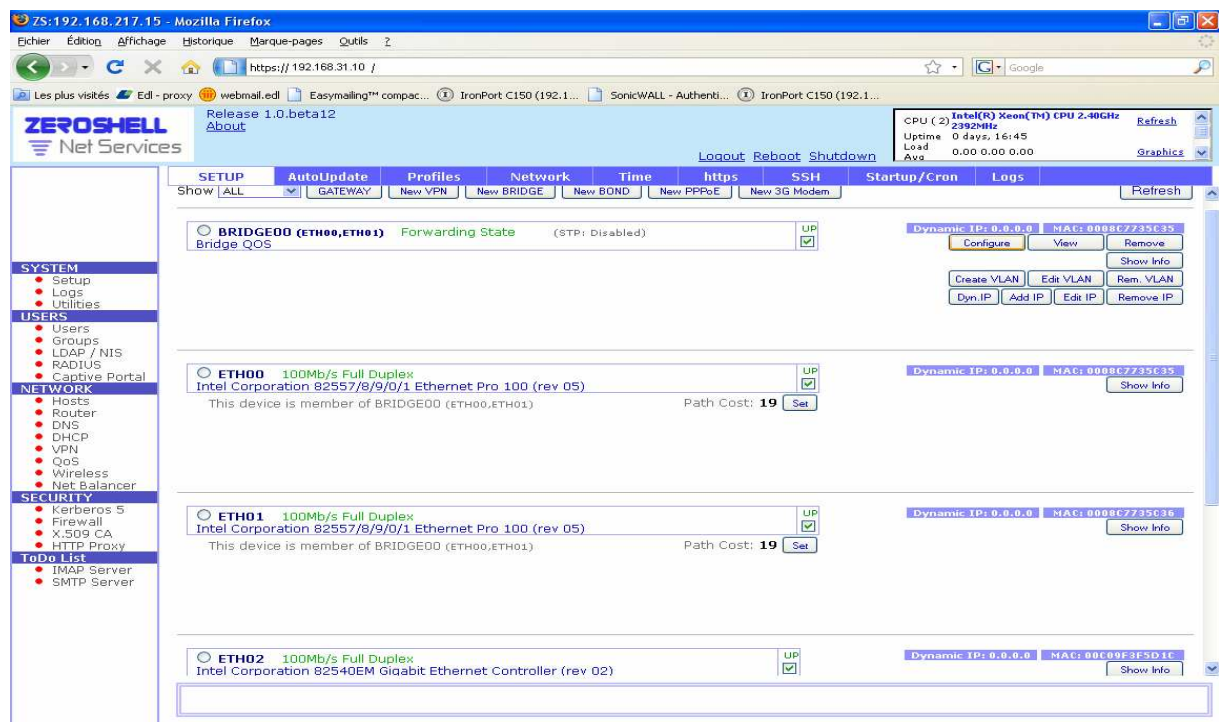 ZS:192.168.217.15 - Mozilla Firefox
Eichier Édition Affichage Historique Marque-pages Outils ?
https://192.168.31.10 /
Google
Les plus visités Edl - proxy webmail.edl Easymailing™ compac... IronPort C150 (192.1... SonicWALL - Authenti... IronPort C150 (192.1...
ZEROSHELL
Net Services
Release 1.0.beta12
About
Logout Reboot Shutdown
CPU (2) Intel(R) Xeon(TM) CPU 2.40GHz 2392MHz Refresh
Uptime 0 days, 16:45
Load Avg 0.00 0.00 0.00 Graphics
SETUP AutoUpdate Profiles Network Time https SSH Startup/Cron Logs
Show ALL GATEWAY New VPN New BRIDGE New BOND New PPPoE New 3G Modem Refresh
SYSTEM
Setup
Logs
Utilities
USERS
Users
Groups
LDAP / NIS
RADIUS
Captive Portal
NETWORK
Hosts
Router
DNS
DHCP
VPN
QoS
Wireless
Net Balancer
SECURITY
Kerberos 5
Firewall
X.509 CA
HTTP Proxy
ToDo List
IMAP Server
SMTP Server
BRIDGE00 (ETH00,ETH01) Forwarding State (STP: Disabled) UP
Bridge QOS
Dynamic IP: 0.0.0.0 MAC: 0008C7735C35
Configure View Remove
Show Info
Create VLAN Edit VLAN Rem. VLAN
Dyn.IP Add IP Edit IP Remove IP
ETH00 100Mb/s Full Duplex UP
Intel Corporation 82557/8/9/0/1 Ethernet Pro 100 (rev 05)
This device is member of BRIDGE00 (ETH00,ETH01) Path Cost: 19 Set
Dynamic IP: 0.0.0.0 MAC: 0008C7735C35
Show Info
ETH01 100Mb/s Full Duplex UP
Intel Corporation 82557/8/9/0/1 Ethernet Pro 100 (rev 05)
This device is member of BRIDGE00 (ETH00,ETH01) Path Cost: 19 Set
Dynamic IP: 0.0.0.0 MAC: 0008C7735C36
Show Info
ETH02 100Mb/s Full Duplex UP
Intel Corporation 82540EM Gigabit Ethernet Controller (rev 02)
Dynamic IP: 0.0.0.0 MAC: 00C09F3F5D1C
Show Info